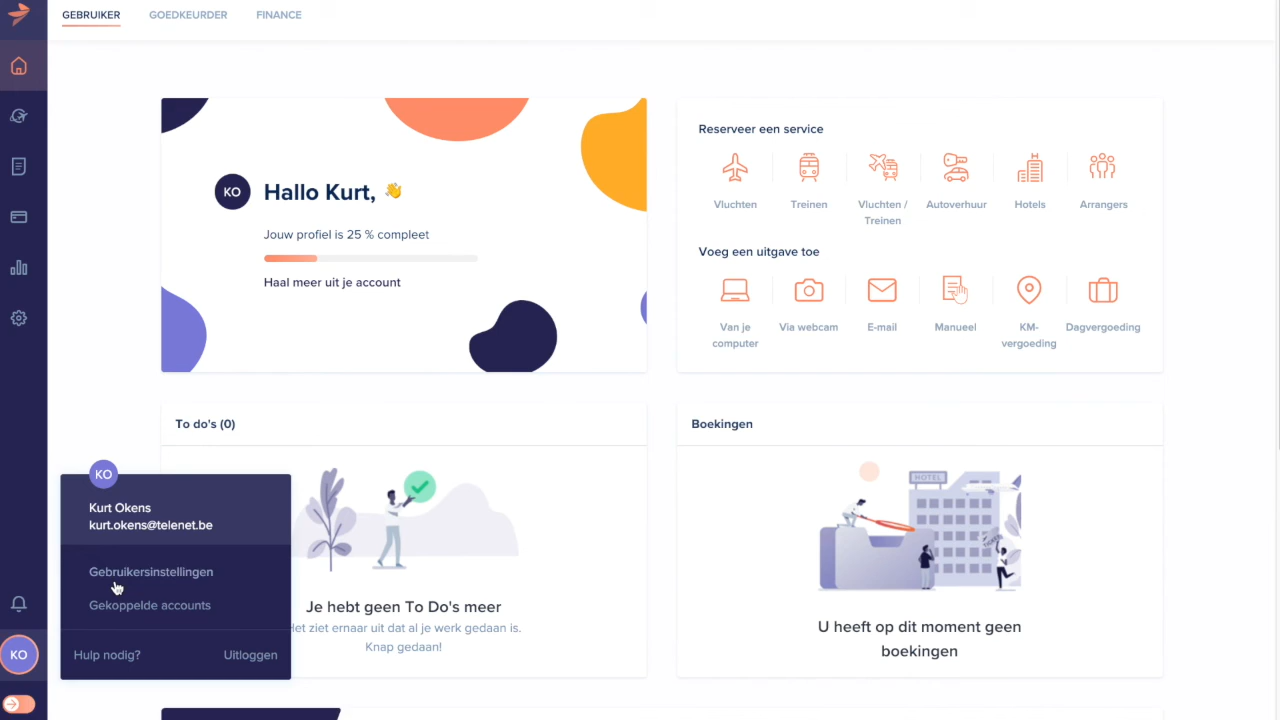 GEBRUIKER
GOEDKEURDER
FINANCE
KO
Hallo Kurt, 👋
Jouw profiel is 25 % compleet
Haal meer uit je account
Reserveer een service
Vluchten
Treinen
Vluchten /
Treinen
Autoverhuur
Hotels
Arrangers
Voeg een uitgave toe
Van je
computer
Via webcam
E-mail
Manueel
KM-
vergoeding
Dagvergoeding
To do's (0)
Je hebt geen To Do's meer
Het ziet ernaar uit dat al je werk gedaan is.
Knap gedaan!
Boekingen
HOTEL
U heeft op dit moment geen
boekingen
KO
Kurt Okens
kurt.okens@telenet.be
Gebruikersinstellingen
Gekoppelde accounts
Hulp nodig?
Uitloggen
KO